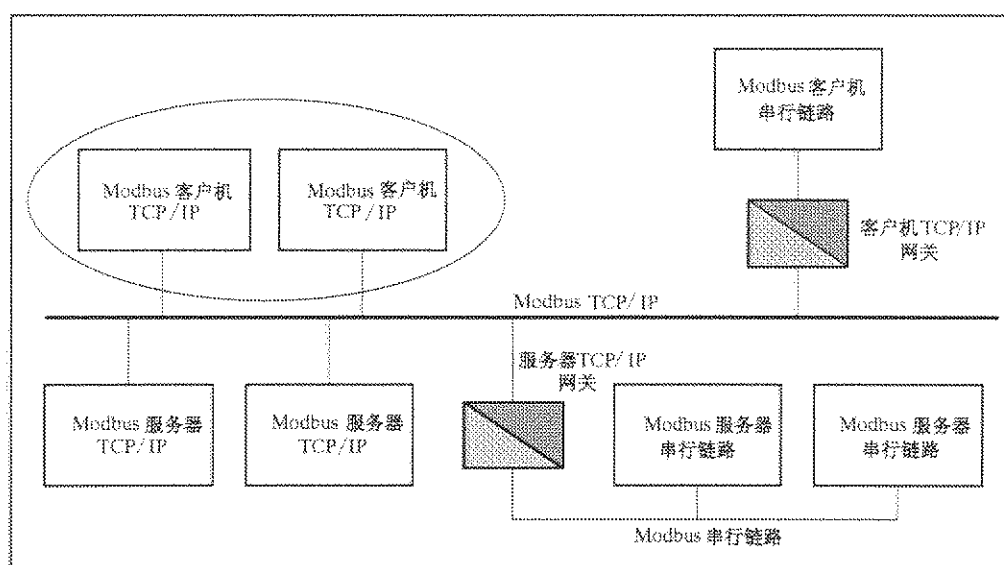 Modbus 客户机
串行链路
Modbus 客户机
TCP/IP
Modbus 客户机
TCP/IP
客户机TCP/IP
网关
Modbus TCP/IP
服务器TCP/IP
网关
Modbus 服务器
TCP/IP
Modbus 服务器
TCP/IP
Modbus 服务器
串行链路
Modbus 服务器
串行链路
Modbus 串行链路